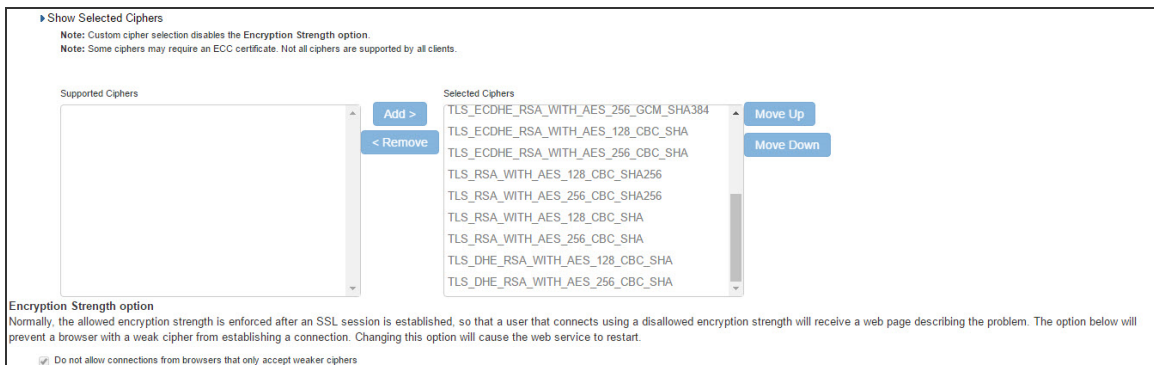 Show Selected Ciphers
Note: Custom cipher selection disables the Encryption Strength option.
Note: Some ciphers may require an ECC certificate. Not all ciphers are supported by all clients.
Supported Ciphers
Selected Ciphers
Add >
< Remove
TLS_ECDHE_RSA_WITH_AES_256_GCM_SHA384
TLS_ECDHE_RSA_WITH_AES_128_CBC_SHA
TLS_ECDHE_RSA_WITH_AES_256_CBC_SHA
TLS_RSA_WITH_AES_128_CBC_SHA256
TLS_RSA_WITH_AES_256_CBC_SHA256
TLS_RSA_WITH_AES_128_CBC_SHA
TLS_RSA_WITH_AES_256_CBC_SHA
TLS_DHE_RSA_WITH_AES_128_CBC_SHA
TLS_DHE_RSA_WITH_AES_256_CBC_SHA
Move Up
Move Down
Encryption Strength option
Normally, the allowed encryption strength is enforced after an SSL session is established, so that a user that connects using a disallowed encryption strength will receive a web page describing the problem. The option below will
prevent a browser with a weak cipher from establishing a connection. Changing this option will cause the web service to restart.
Do not allow connections from browsers that only accept weaker ciphers